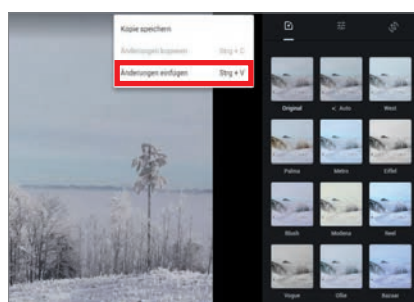 Kopie speichern
Änderungen kopieren Strg + C
Änderungen einfügen Strg + V
Original Auto West
Palma Metro Eiffel
Blush Modena Reel
Vogue Ollie Bazaar